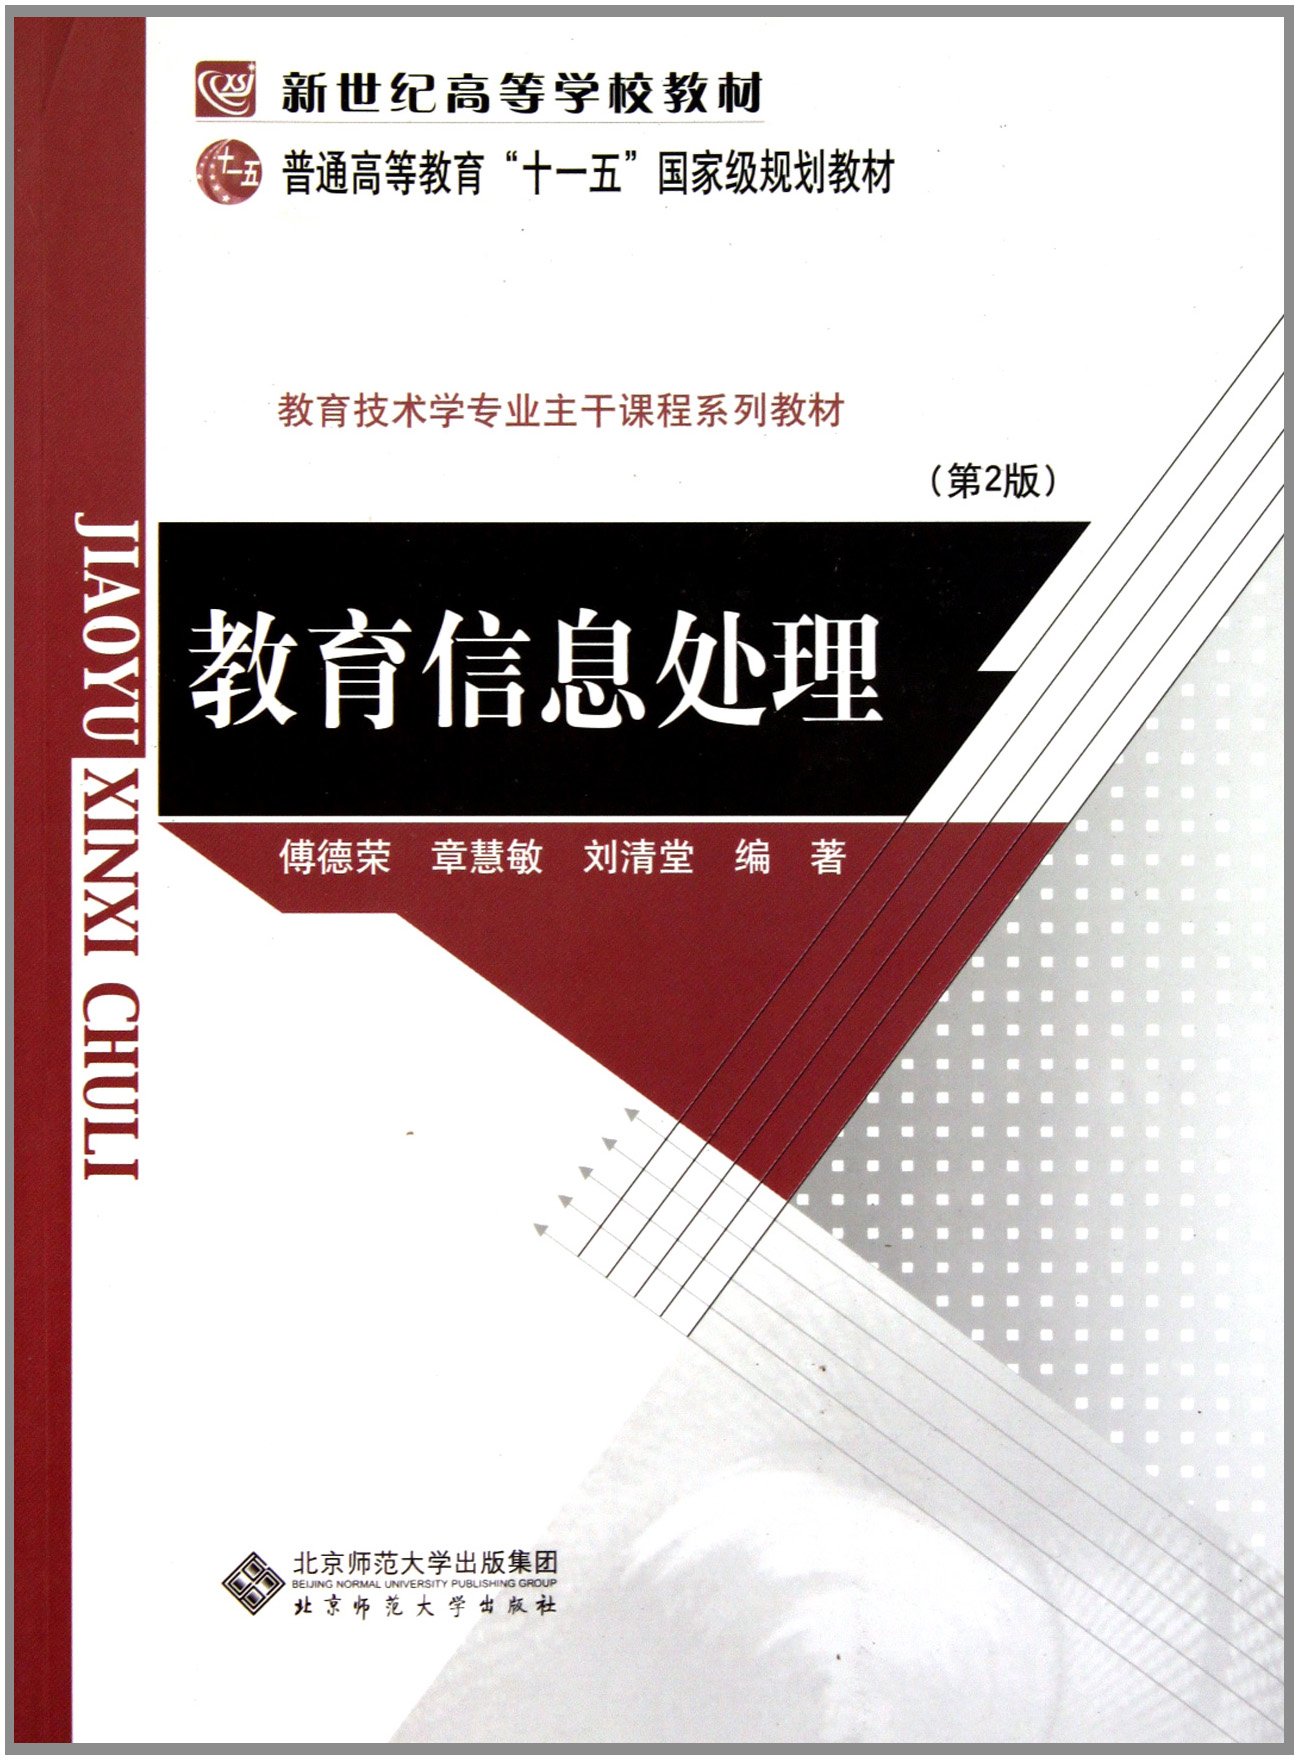 XSJ
新世纪高等学校教材
十一五
普通高等教育“十一五”国家级规划教材
教育技术学专业主干课程系列教材
（第2版）
教育信息处理
傅德荣 章慧敏 刘清堂 编 著
JIAOYU XINXI CHULI
北京师范大学出版集团
BEIJING NORMAL UNIVERSITY PUBLISHING GROUP
北京师范大学出版社